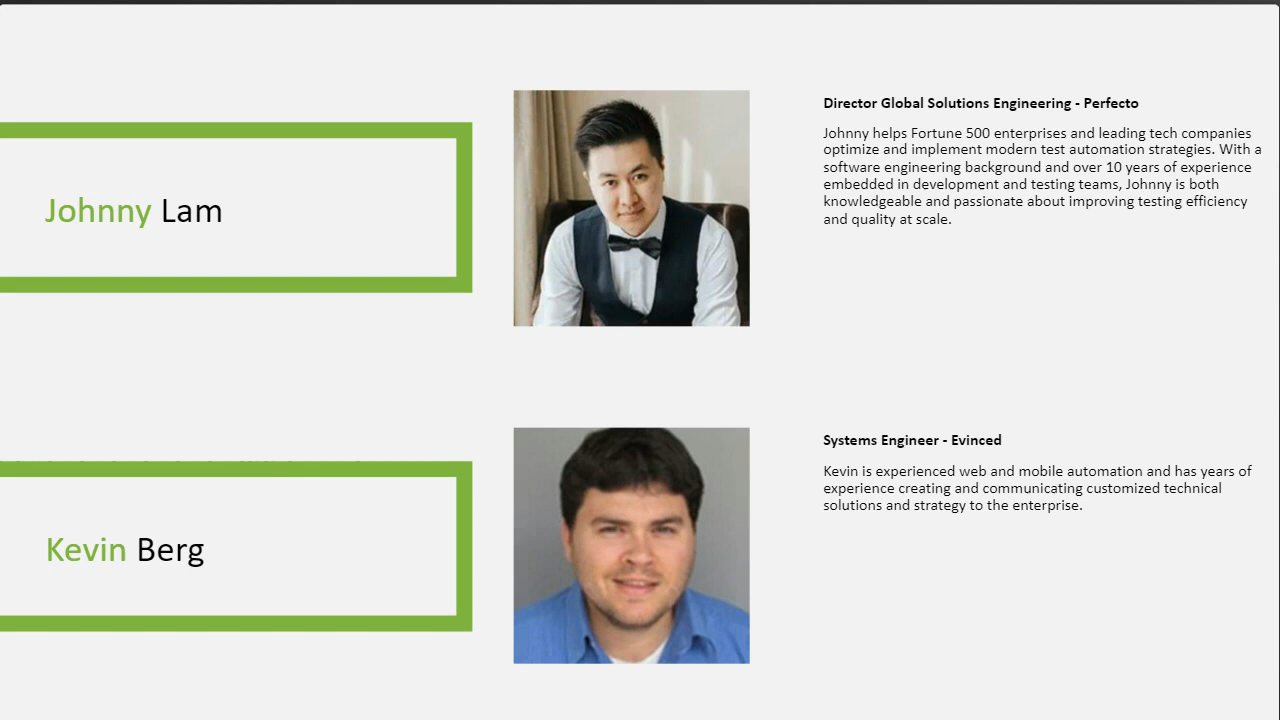 Johnny Lam
Director Global Solutions Engineering - Perfecto
Johnny helps Fortune 500 enterprises and leading tech companies
optimize and implement modern test automation strategies. With a
software engineering background and over 10 years of experience
embedded in development and testing teams, Johnny is both
knowledgeable and passionate about improving testing efficiency
and quality at scale.
Kevin Berg
Systems Engineer - Evinced
Kevin is experienced web and mobile automation and has years of
experience creating and communicating customized technical
solutions and strategy to the enterprise.